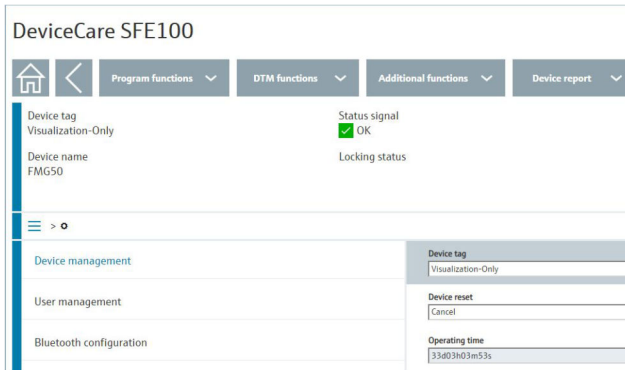 DeviceCare SFE100
Program functions
DTM functions
Additional functions
Device report
Device tag
Visualization-Only
Status signal
OK
Device name
FMG50
Locking status
>
Device management
User management
Bluetooth configuration
Device tag
Visualization-Only
Device reset
Cancel
Operating time
33d03h03m53s